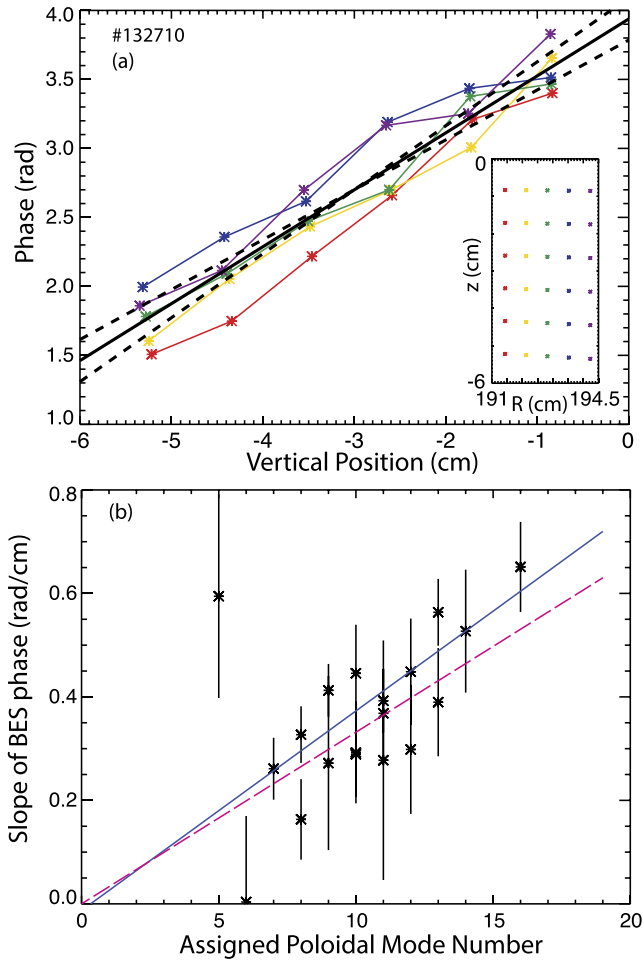 #132710
(a)
4.0
3.5
3.0
2.5
2.0
1.5
1.0
Phase (rad)
0
z (cm)
-6
191 R (cm) 194.5
-6 -5 -4 -3 -2 -1 0
Vertical Position (cm)
(b)
0.8
0.6
0.4
0.2
0.0
Slope of BES phase (rad/cm)
0 5 10 15 20
Assigned Poloidal Mode Number